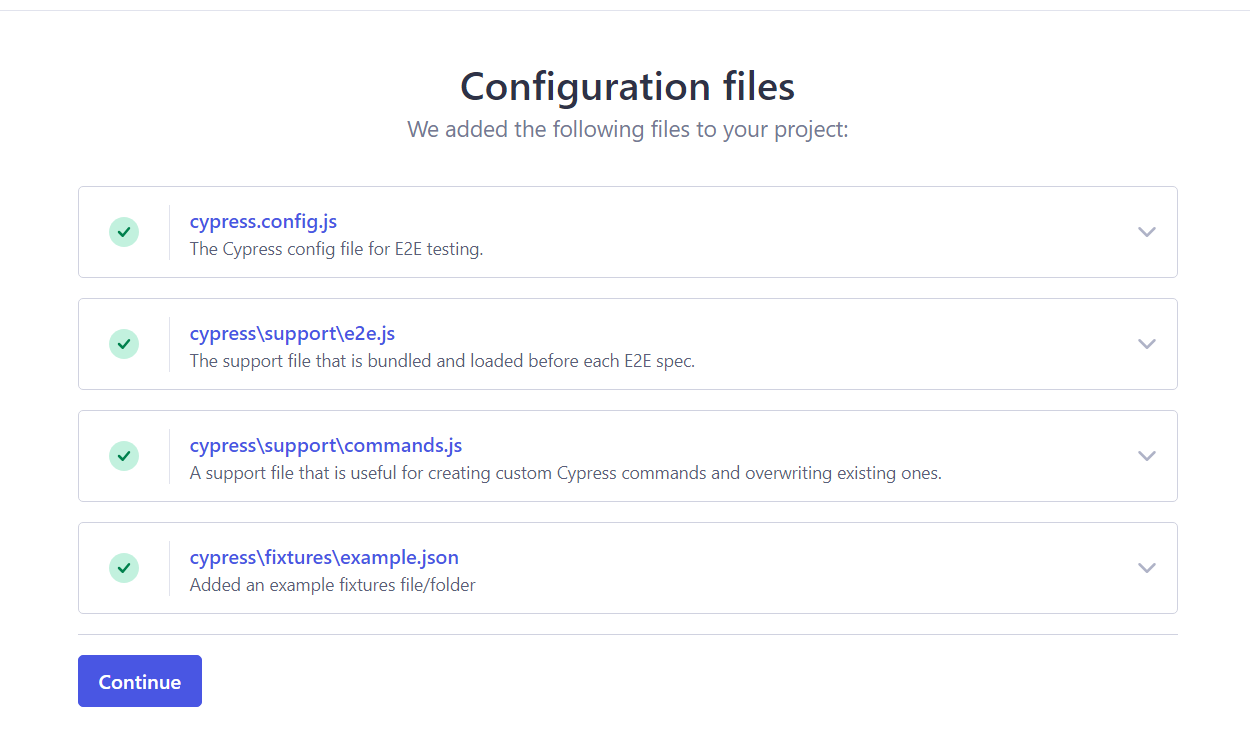 Configuration files
We added the following files to your project:
cypress.config.js
The Cypress config file for E2E testing.
cypress\support\e2e.js
The support file that is bundled and loaded before each E2E spec.
cypress\support\commands.js
A support file that is useful for creating custom Cypress commands and overwriting existing ones.
cypress\fixtures\example.json
Added an example fixtures file/folder
Continue